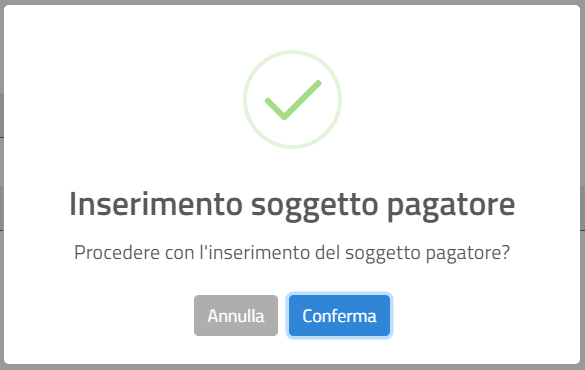 Inserimento soggetto pagatore
Procedere con l'inserimento del soggetto pagatore?
Annulla
Conferma